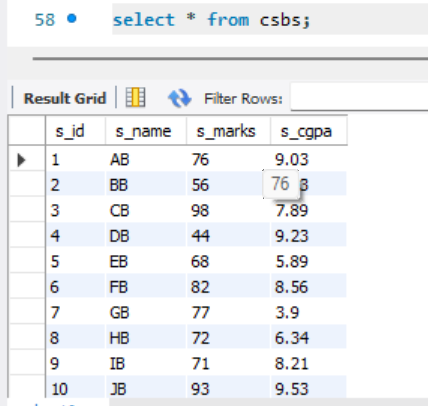 58 select * from csbs;
Result Grid Filter Rows:
s_id s_name s_marks s_cgpa
1 AB 76 9.03
2 BB 56 76
3 CB 98 7.89
4 DB 44 9.23
5 EB 68 5.89
6 FB 82 8.56
7 GB 77 3.9
8 HB 72 6.34
9 IB 71 8.21
10 JB 93 9.53